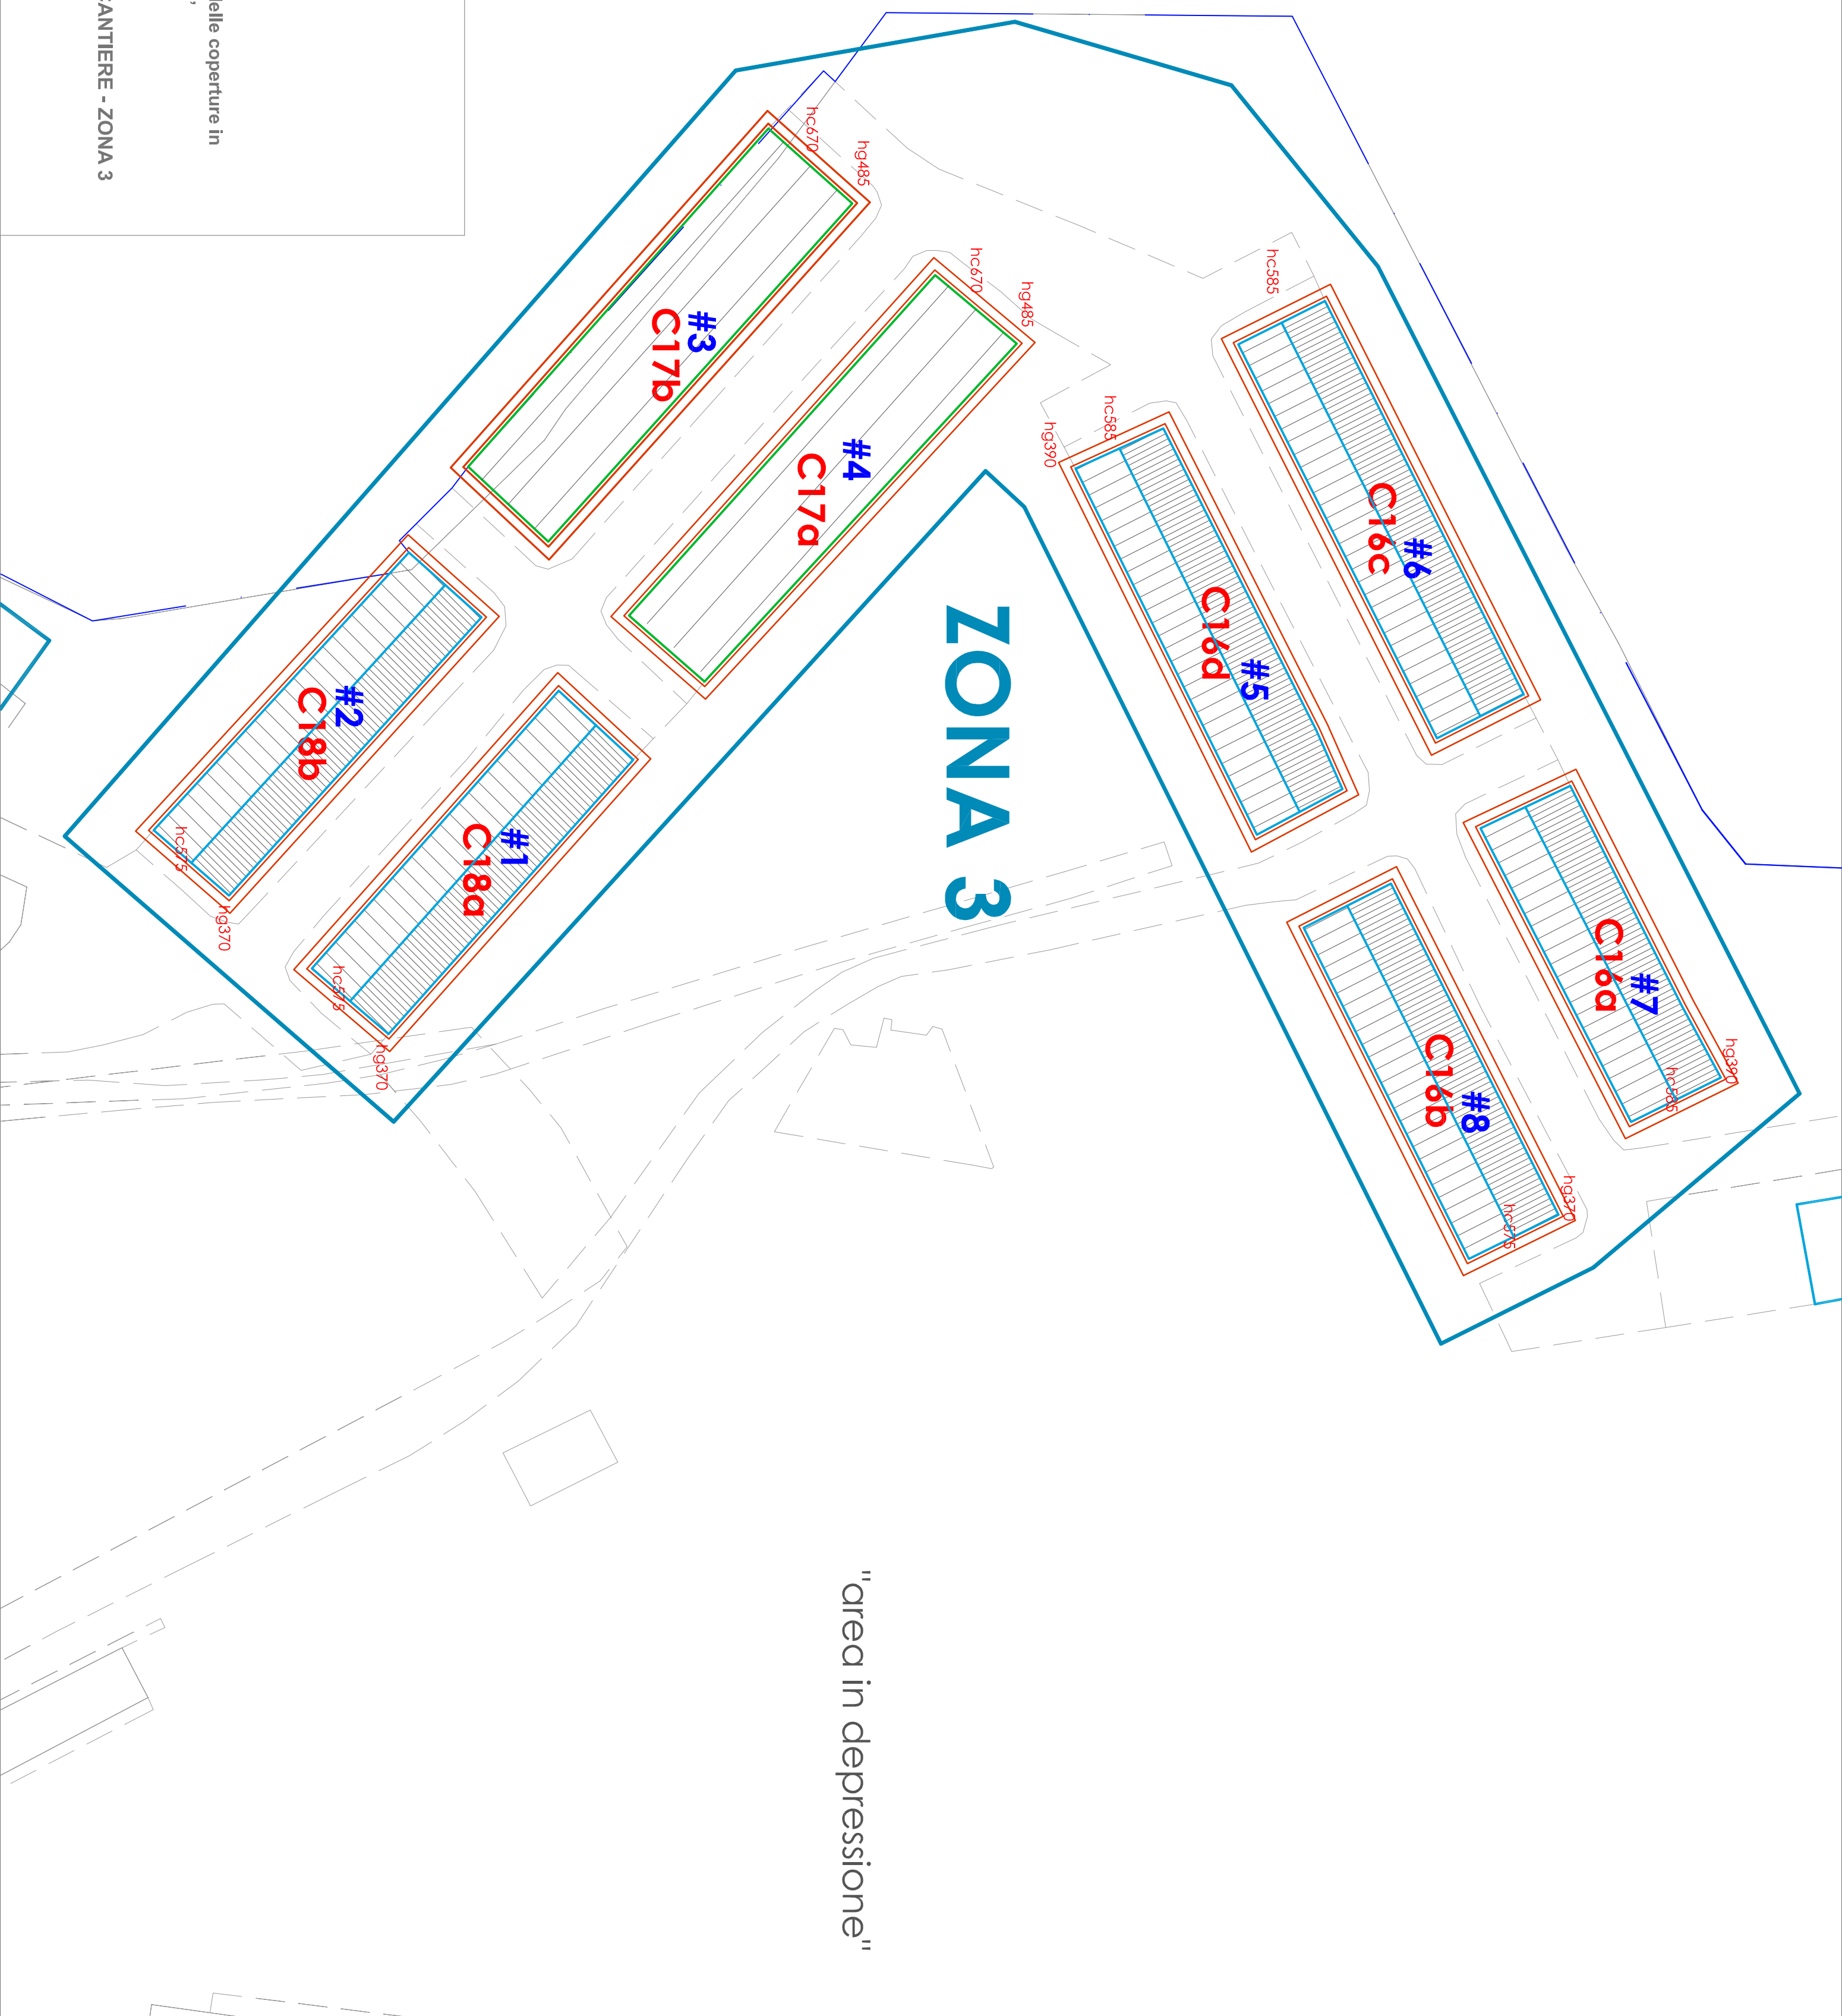 elle coperture in
,
CANTIERE - ZONA 3
hc670
hg485
#3
C17b
hc670
hg485
#4
C17a
hc585
#6
C16c
hc585
hg390
#5
C16d
#7
C16a
hg390
hc585
#8
C16b
hg370
hc575
#2
C18b
hc575
hg370
#1
C18a
hc575
hg370
ZONA 3
"area in depressione"